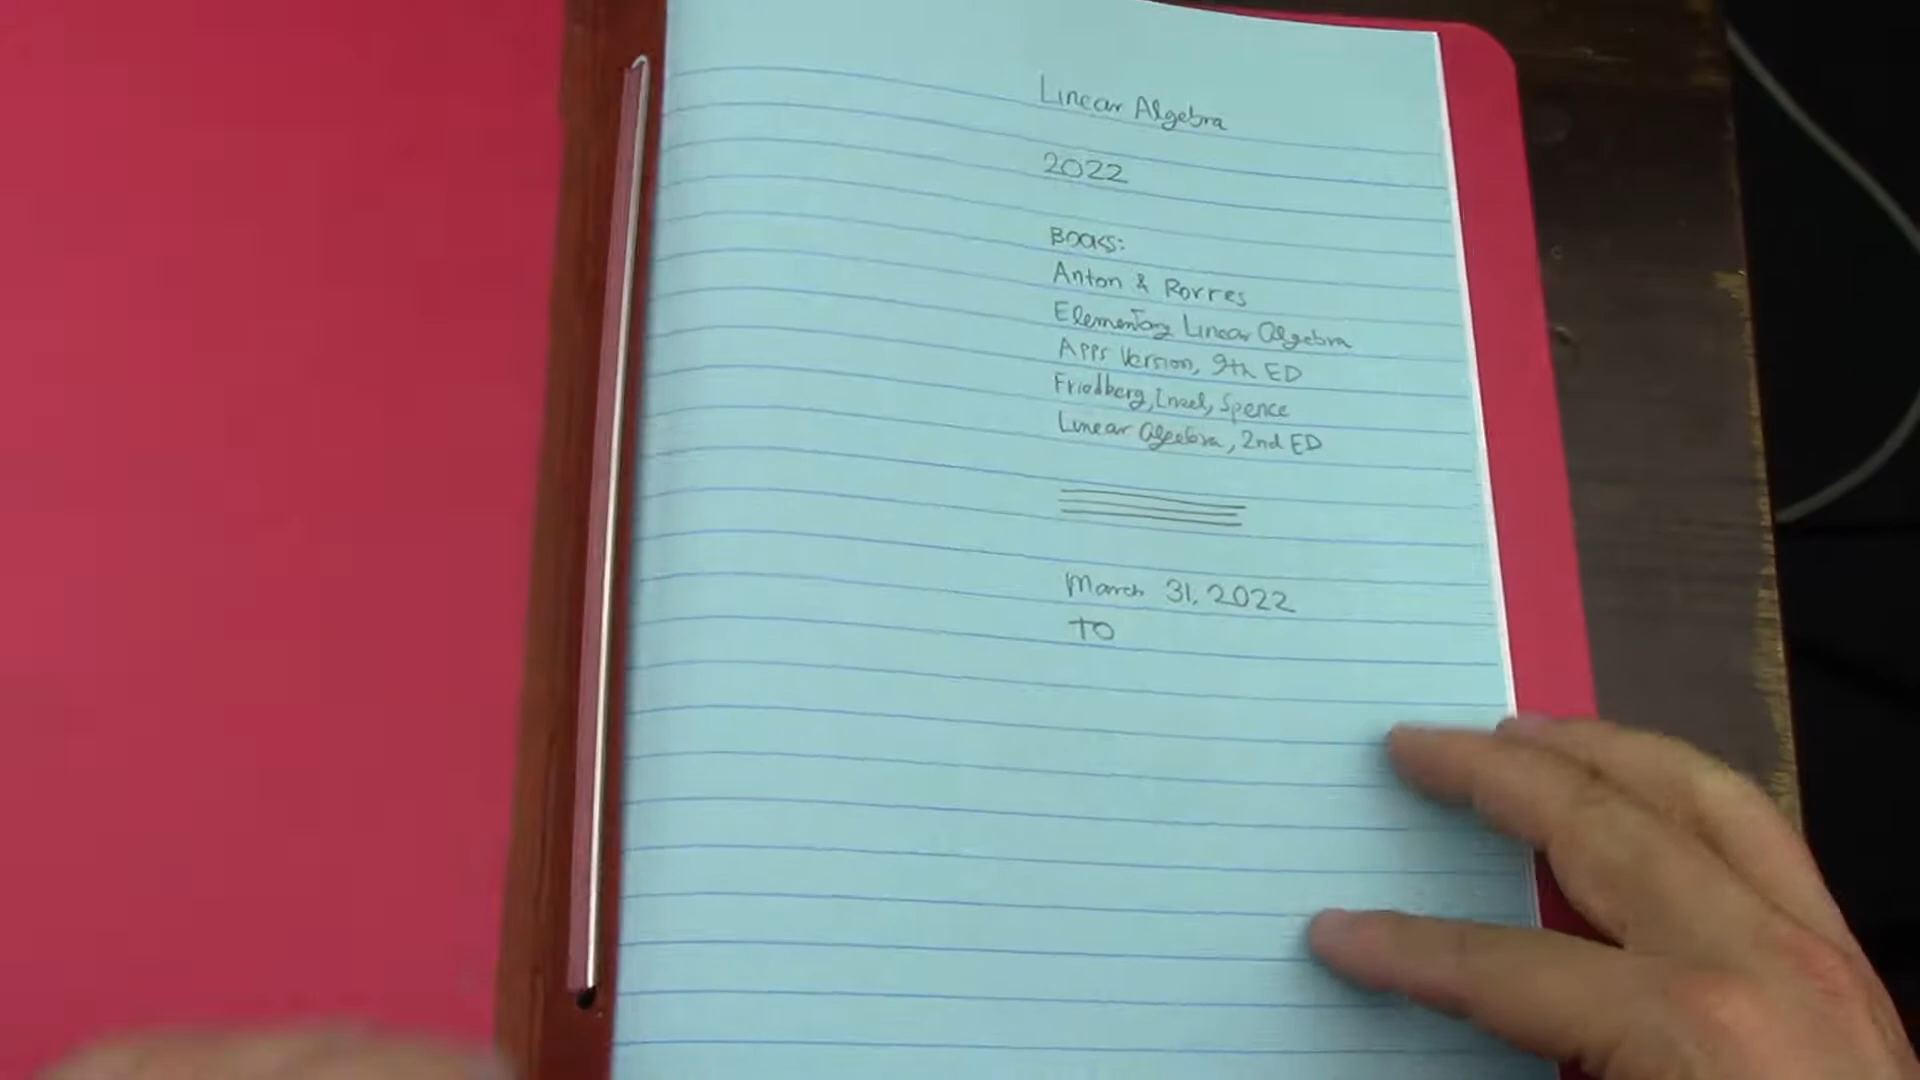 Linear Algebra
2022
Books:
Anton & Rorres
Elementary Linear Algebra
Apps Version, 9th ED
Friedberg, Insel, Spence
Linear Algebra, 2nd ED
March 31, 2022
TO